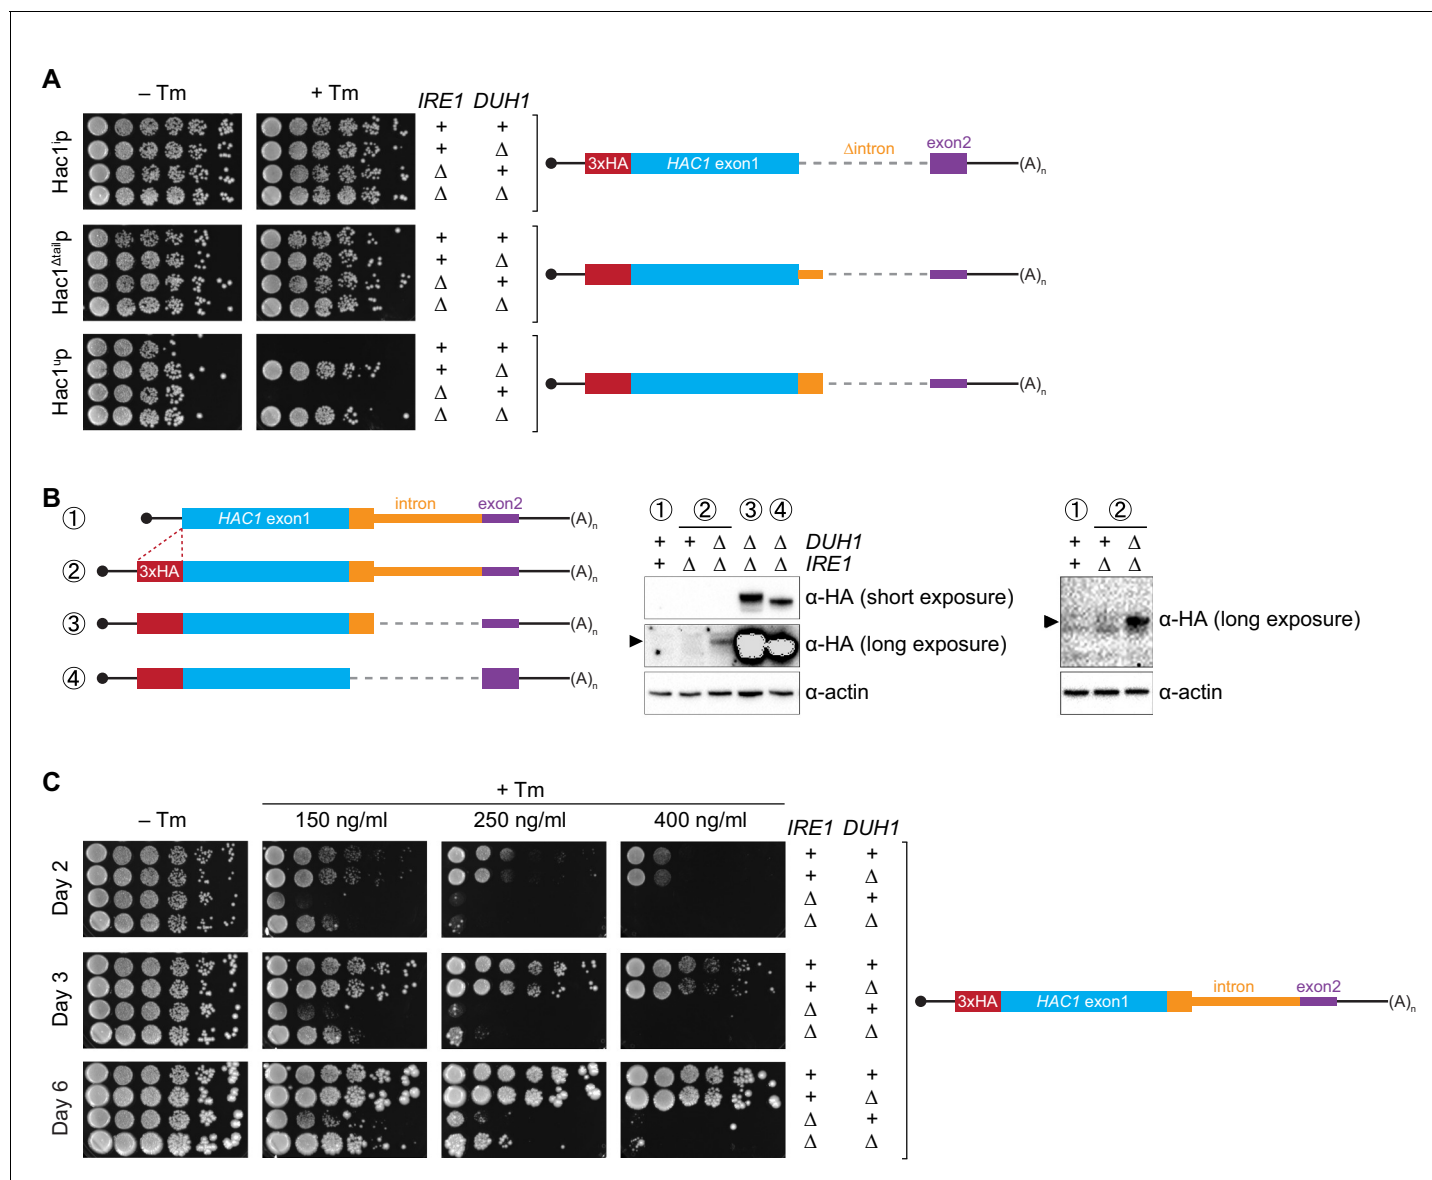 A
– Tm + Tm IRE1 DUH1
Hac1ⁱp
+ +
+ Δ
Δ +
Δ Δ
3xHA HAC1 exon1 Δintron exon2 (A)n
Hac1Δtailp
+ +
+ Δ
Δ +
Δ Δ
(A)n
Hac1ᵘp
+ +
+ Δ
Δ +
Δ Δ
(A)n
B
① HAC1 exon1 intron exon2 (A)n
② 3xHA (A)n
③ (A)n
④ (A)n
① ② ③ ④
+ + Δ Δ Δ DUH1
+ Δ Δ Δ Δ IRE1
α-HA (short exposure)
α-HA (long exposure)
α-actin
① ②
+ + Δ
+ Δ Δ
α-HA (long exposure)
α-actin
C
+ Tm
– Tm 150 ng/ml 250 ng/ml 400 ng/ml IRE1 DUH1
Day 2
+ +
+ Δ
Δ +
Δ Δ
Day 3
+ +
+ Δ
Δ +
Δ Δ
3xHA HAC1 exon1 intron exon2 (A)n
Day 6
+ +
+ Δ
Δ +
Δ Δ